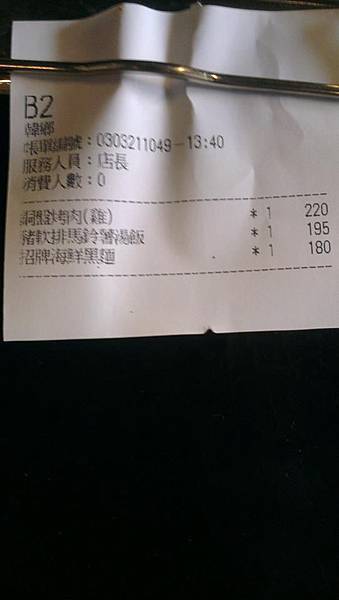 B2
韓鄉
帳單編號：0303211049－13:40
服務人員：店長
消費人數：0
銅盤烤肉(雞) * 1 220
豬軟排馬鈴薯湯飯 * 1 195
招牌海鮮黑麵 * 1 180